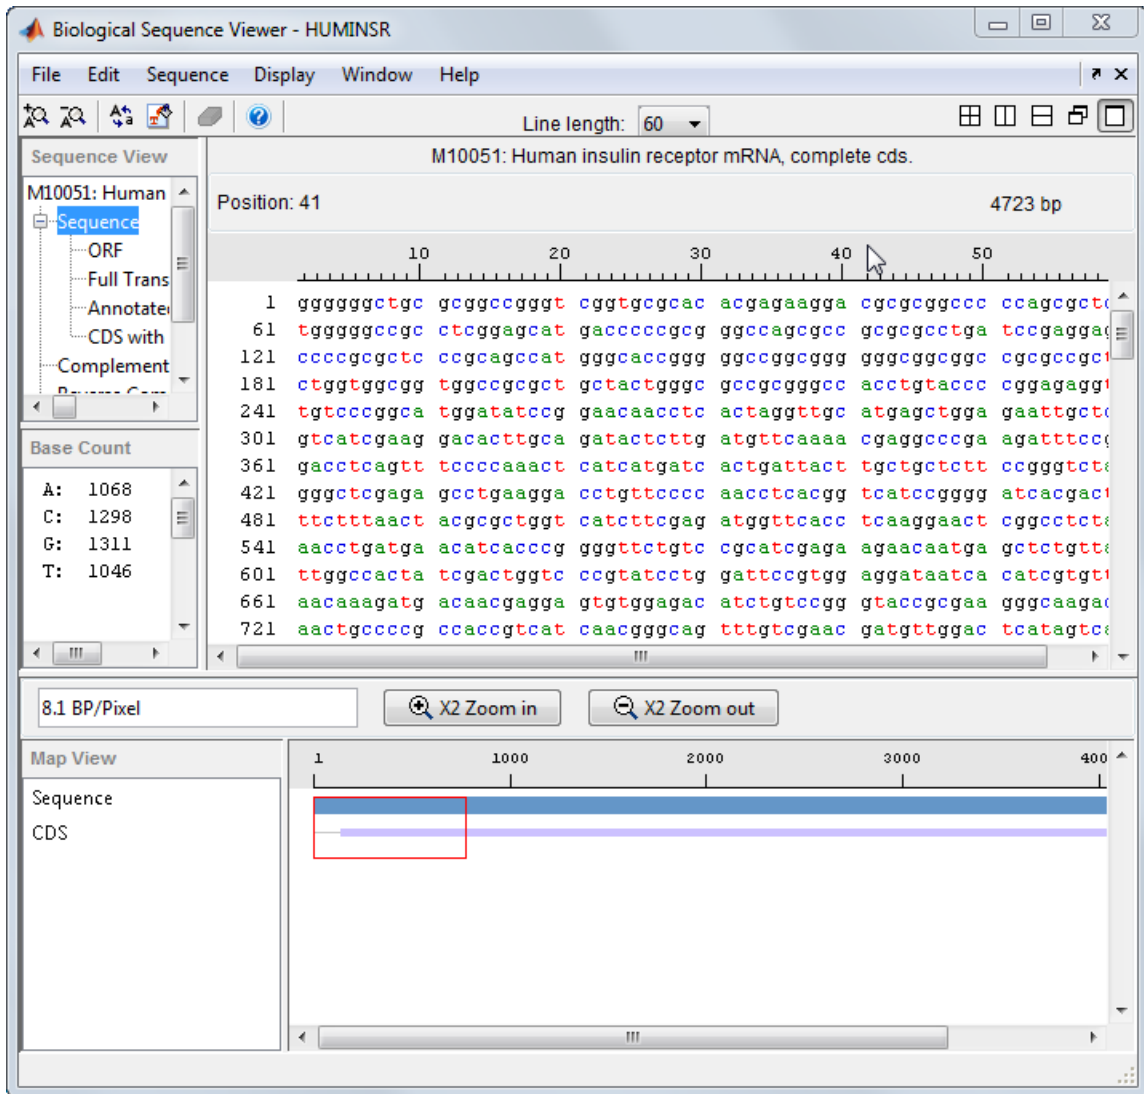 Biological Sequence Viewer - HUMINSR
File Edit Sequence Display Window Help
Line length: 60
Sequence View
M10051: Human insulin receptor mRNA, complete cds.
M10051: Human
Sequence
ORF
Full Trans
Annotate
CDS with
Complement
Position: 41
4723 bp
10 20 30 40 50
1 ggggggctgc gcggccgggt cggtgcgcac acgagaagga cgcgcggccc ccagcgct
61 tgggggccgc ctcggagcat gacccccgcg ggccagcgcc gcgcgcctga tccgagga
121 ccccgcgctc ccgcagccat gggcaccggg ggccggcggg gggcggcggc cgcgccgc
181 ctggtggcgg tggccgcgct gctactgggc gccgcgggcc acctgtaccc cggagagg
241 tgtcccggca tggatatccg gaacaacctc actaggttgc atgagctgga gaattgct
301 gtcatcgaag gacacttgca gatactcttg atgttcaaaa cgaggcccga agatttcc
361 gacctcagtt tccccaaact catcatgatc actgattact tgctgctctt ccgggtct
421 gggctcgaga gcctgaagga cctgttcccc aacctcacgg tcatccgggg atcacgac
481 ttctttaact acgcgctggt catcttcgag atggttcacc tcaaggaact cggcctct
541 aacctgatga acatcacccg gggttctgtc cgcatcgaga agaacaatga gctctgtt
601 ttggccacta tcgactggtc ccgtatcctg gattccgtgg aggataatca catcgtgt
661 aacaaagatg acaacgagga gtgtggagac atctgtccgg gtaccgcgaa gggcaaga
721 aactgccccg ccaccgtcat caacgggcag tttgtcgaac gatgttggac tcatagtc
Base Count
A: 1068
C: 1298
G: 1311
T: 1046
8.1 BP/Pixel
X2 Zoom in
X2 Zoom out
Map View
1 1000 2000 3000 400
Sequence
CDS